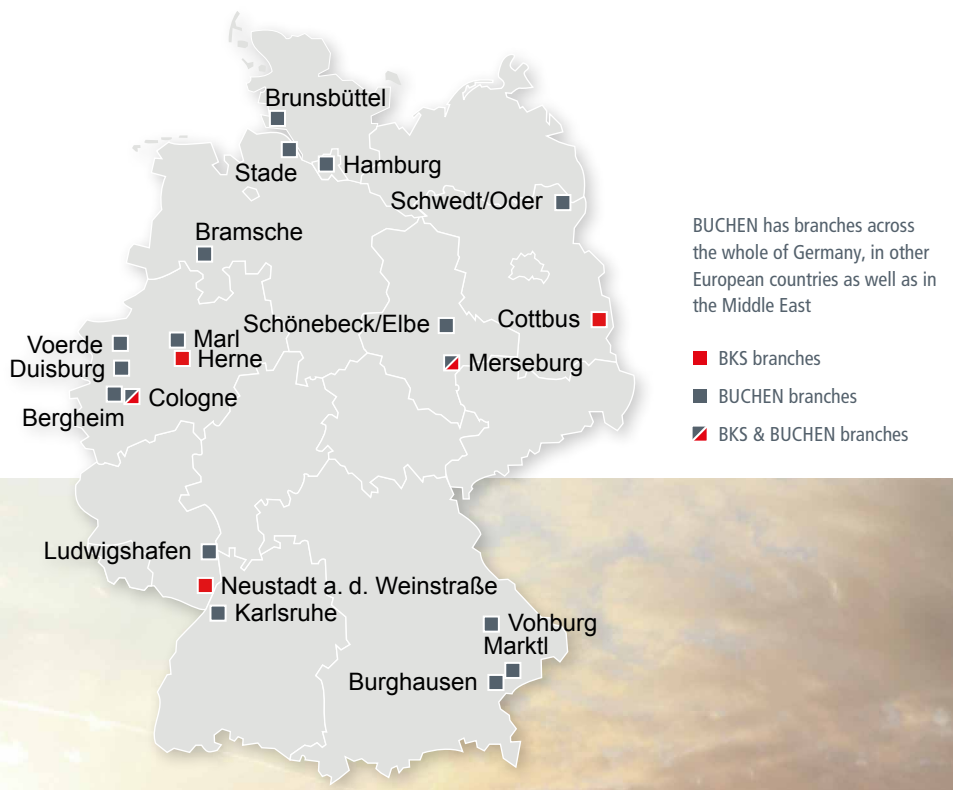 Brunsbüttel
Stade
Hamburg
Schwedt/Oder
Bramsche
Schönebeck/Elbe
Cottbus
Voerde
Marl
Herne
Duisburg
Merseburg
Bergheim
Cologne
Ludwigshafen
Neustadt a. d. Weinstraße
Karlsruhe
Vohburg
Marktl
Burghausen
BUCHEN has branches across
the whole of Germany, in other
European countries as well as in
the Middle East
BKS branches
BUCHEN branches
BKS & BUCHEN branches